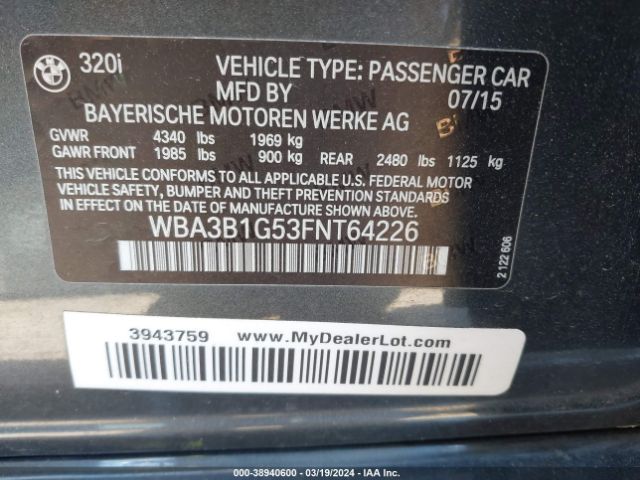 320i VEHICLE TYPE: PASSENGER CAR
MFD BY 07/15
BAYERISCHE MOTOREN WERKE AG
GVWR 4340 lbs 1969 kg
GAWR FRONT 1985 lbs 900 kg REAR 2480 lbs 1125 kg
THIS VEHICLE CONFORMS TO ALL APPLICABLE U.S. FEDERAL MOTOR
VEHICLE SAFETY, BUMPER AND THEFT PREVENTION STANDARDS
IN EFFECT ON THE DATE OF MANUFACTURE SHOWN ABOVE.
WBA3B1G53FNT64226
2 122 606
3943759 www.MyDealerLot.com
000-38940600 - 03/19/2024 - IAA Inc.